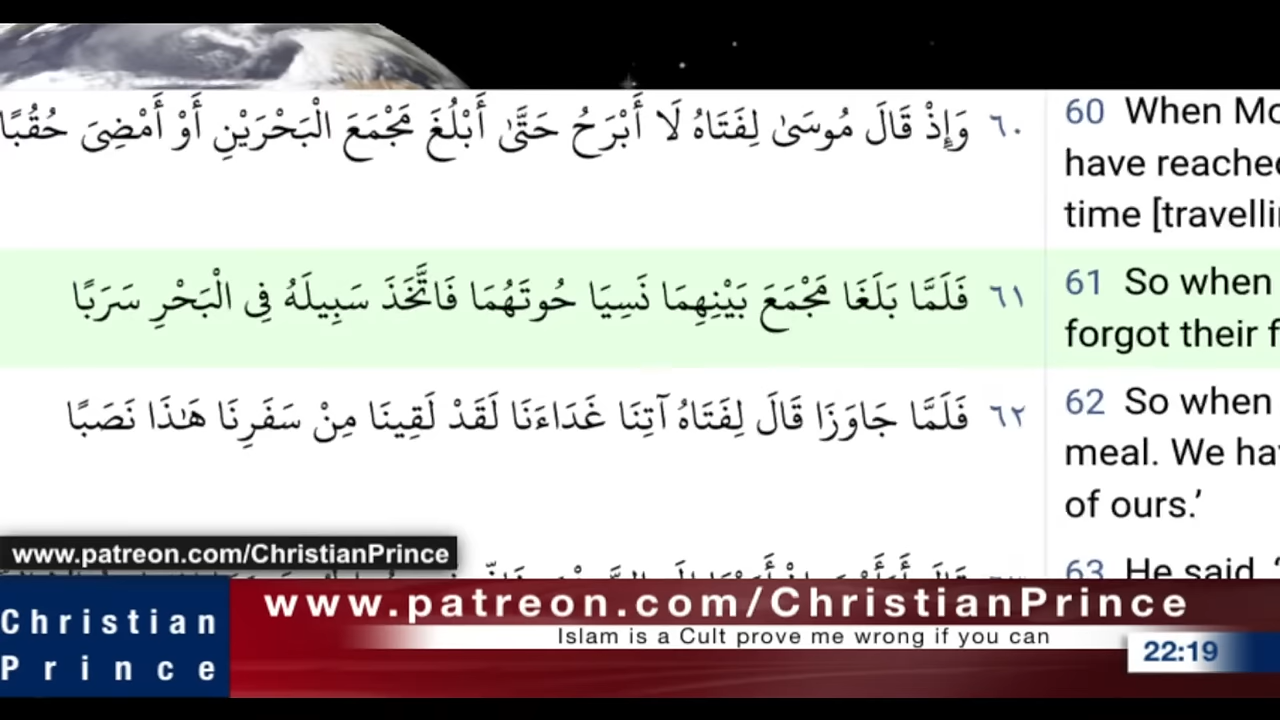 ٦٠ وَإِذْ قَالَ مُوسَىٰ لِفَتَاهُ لَا أَبْرَحُ حَتَّىٰ أَبْلُغَ مَجْمَعَ الْبَحْرَيْنِ أَوْ أَمْضِيَ حُقُبًا
60 When Mo
have reached
time [travelli
٦١ فَلَمَّا بَلَغَا مَجْمَعَ بَيْنِهِمَا نَسِيَا حُوتَهُمَا فَاتَّخَذَ سَبِيلَهُ فِي الْبَحْرِ سَرَبًا
61 So when
forgot their f
٦٢ فَلَمَّا جَاوَزَا قَالَ لِفَتَاهُ آتِنَا غَدَاءَنَا لَقَدْ لَقِينَا مِنْ سَفَرِنَا هَٰذَا نَصَبًا
62 So when
meal. We ha
of ours.’
63 He said, ‘
www.patreon.com/ChristianPrince
www.patreon.com/ChristianPrince
Islam is a Cult prove me wrong if you can
Christian
Prince
22:19